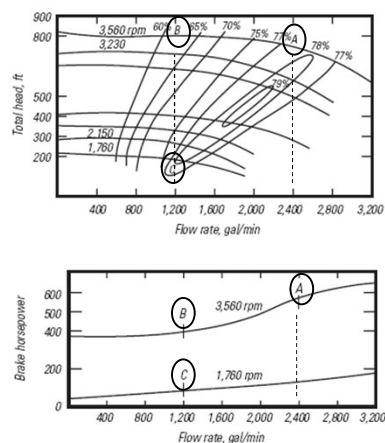 900
800
500
400
300
200
Total head, ft
3,560 rpm
3,230
2,150
1,760
60% 65% 70% 75% 77% 78% 77%
79%
B
A
C
400 800 1,200 1,600 2,000 2,400 2,800 3,200
Flow rate, gal/min
600
500
400
200
0
Brake horsepower
3,560 rpm
1,760 rpm
B
A
C
400 800 1,200 1,600 2,000 2,400 2,800 3,200
Flow rate, gal/min